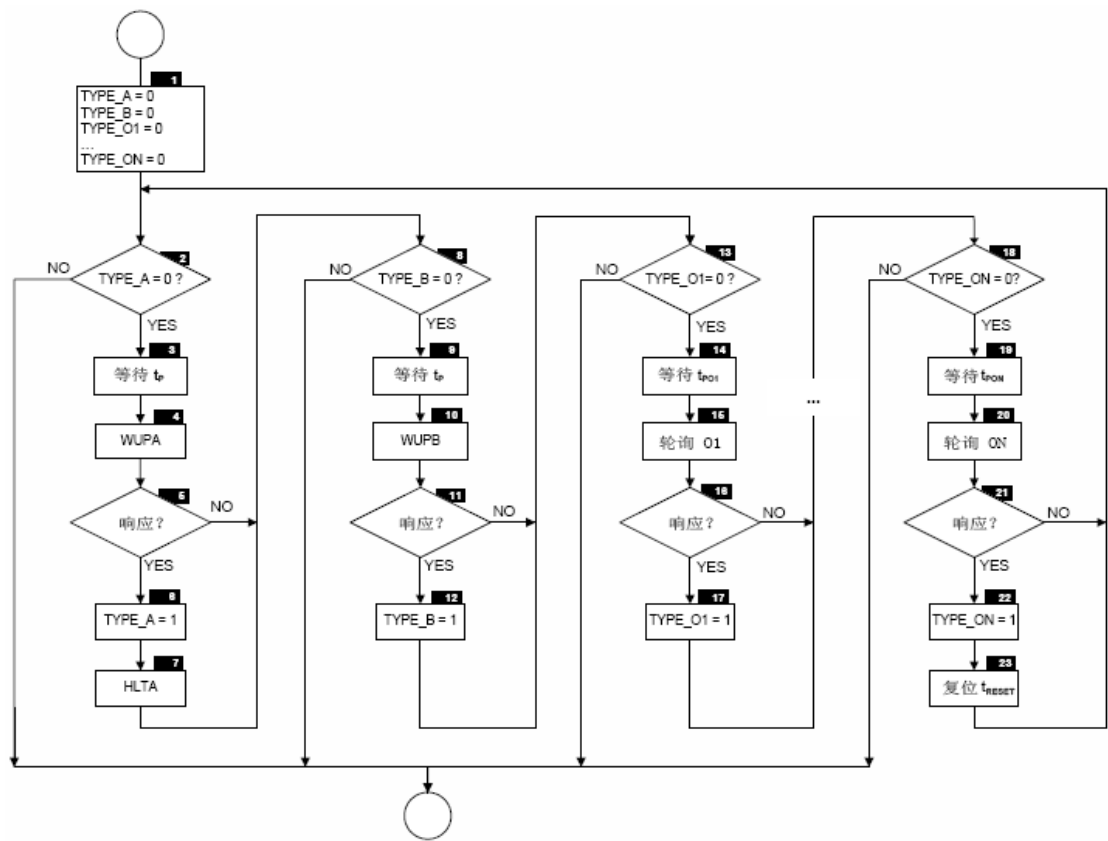 1
TYPE_A = 0
TYPE_B = 0
TYPE_O1 = 0
...
TYPE_ON = 0
2
TYPE_A = 0 ?
NO
YES
3
等待 tP
4
WUPA
5
响应?
NO
YES
6
TYPE_A = 1
7
HLTA
8
TYPE_B = 0 ?
NO
YES
9
等待 tP
10
WUPB
11
响应?
NO
YES
12
TYPE_B = 1
13
TYPE_O1= 0 ?
NO
YES
14
等待 tPO1
15
轮询 O1
16
响应?
NO
YES
17
TYPE_O1 = 1
...
18
TYPE_ON = 0?
NO
YES
19
等待 tPON
20
轮询 ON
21
响应?
NO
YES
22
TYPE_ON = 1
23
复位 tRESET